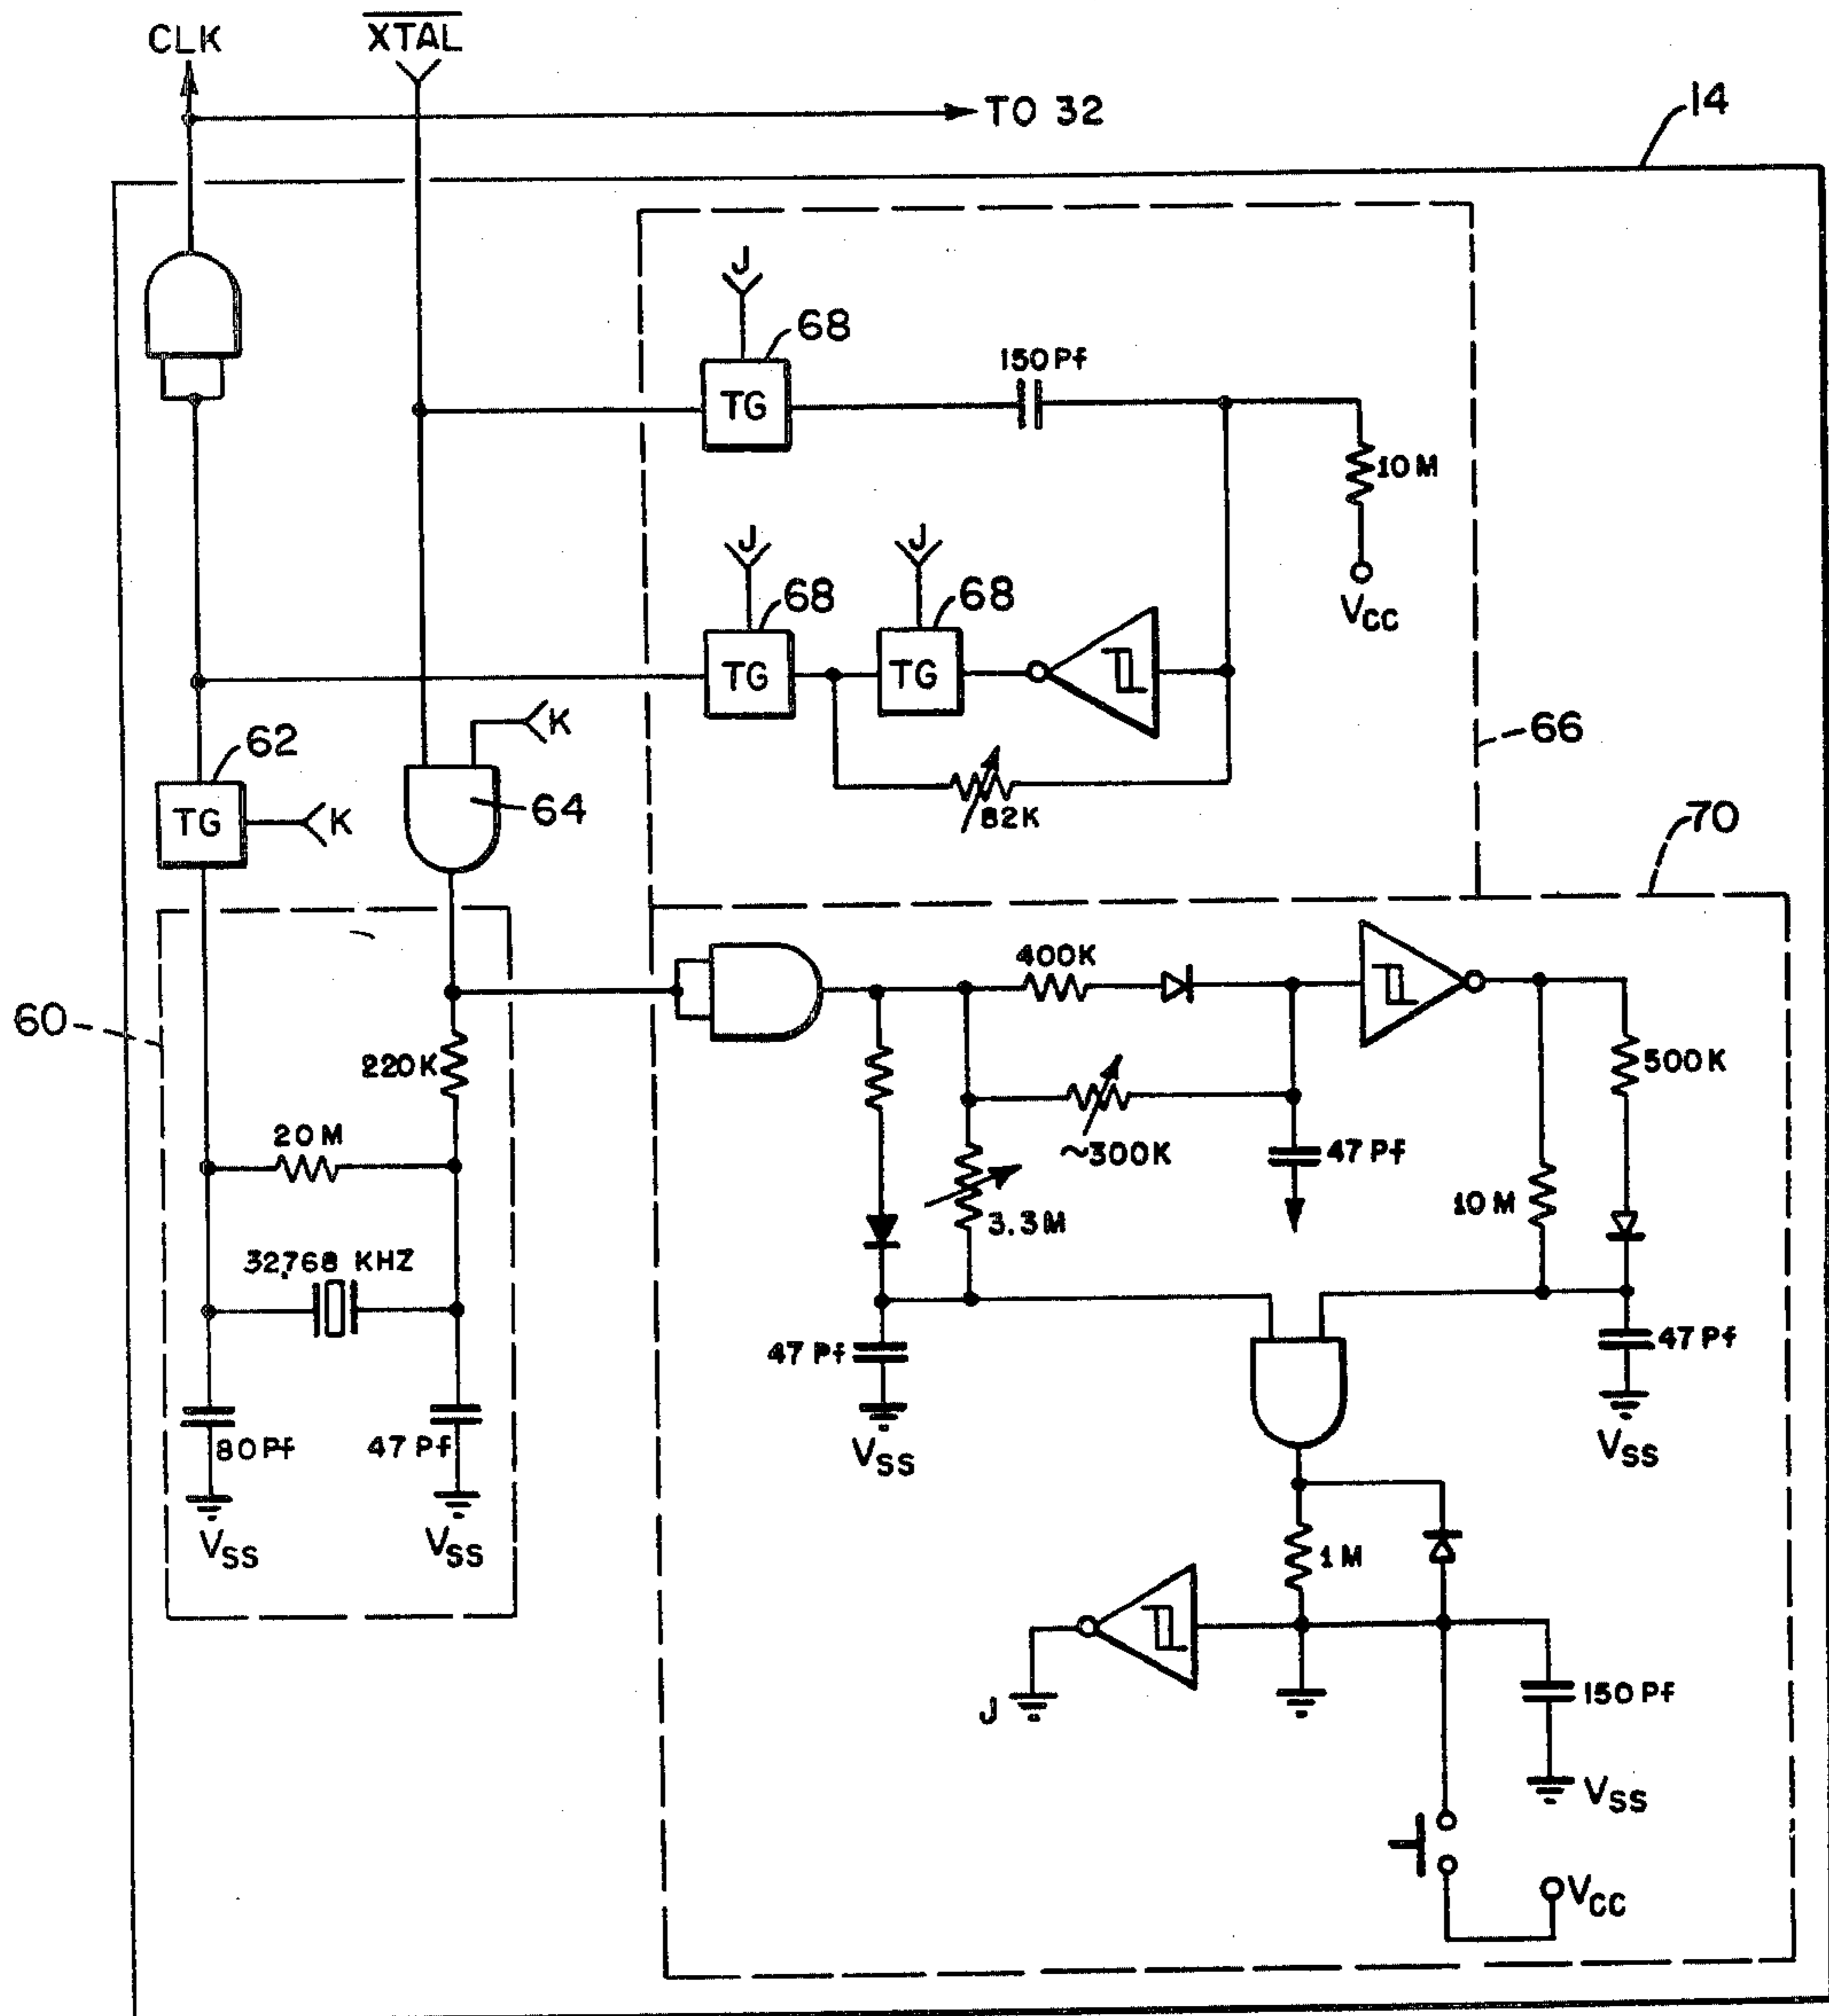 CLK
XTAL
TO 32
14
J
68
150 Pf
TG
10 M
VCC
J
J
68
68
TG
TG
66
K
62
TG
K
64
70
60
400K
220K
500K
20 M
~300K
47 Pf
3.3 M
10 M
32.768 KHZ
47 Pf
47 Pf
80 Pf
47 Pf
VSS
VSS
VSS
VSS
1 M
J
150 Pf
VSS
VCC